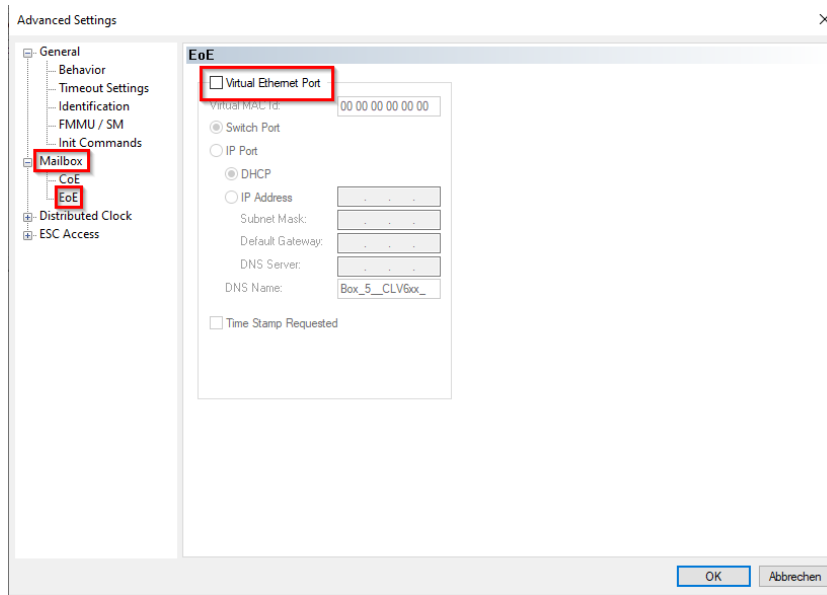 Advanced Settings
General
Behavior
Timeout Settings
Identification
FMMU / SM
Init Commands
Mailbox
CoE
EoE
Distributed Clock
ESC Access
EoE
Virtual Ethernet Port
Virtual MAC Id:
00 00 00 00 00 00
Switch Port
IP Port
DHCP
IP Address
. . .
Subnet Mask:
. . .
Default Gateway:
. . .
DNS Server:
. . .
DNS Name:
Box_5__CLV6xx_
Time Stamp Requested
OK
Abbrechen